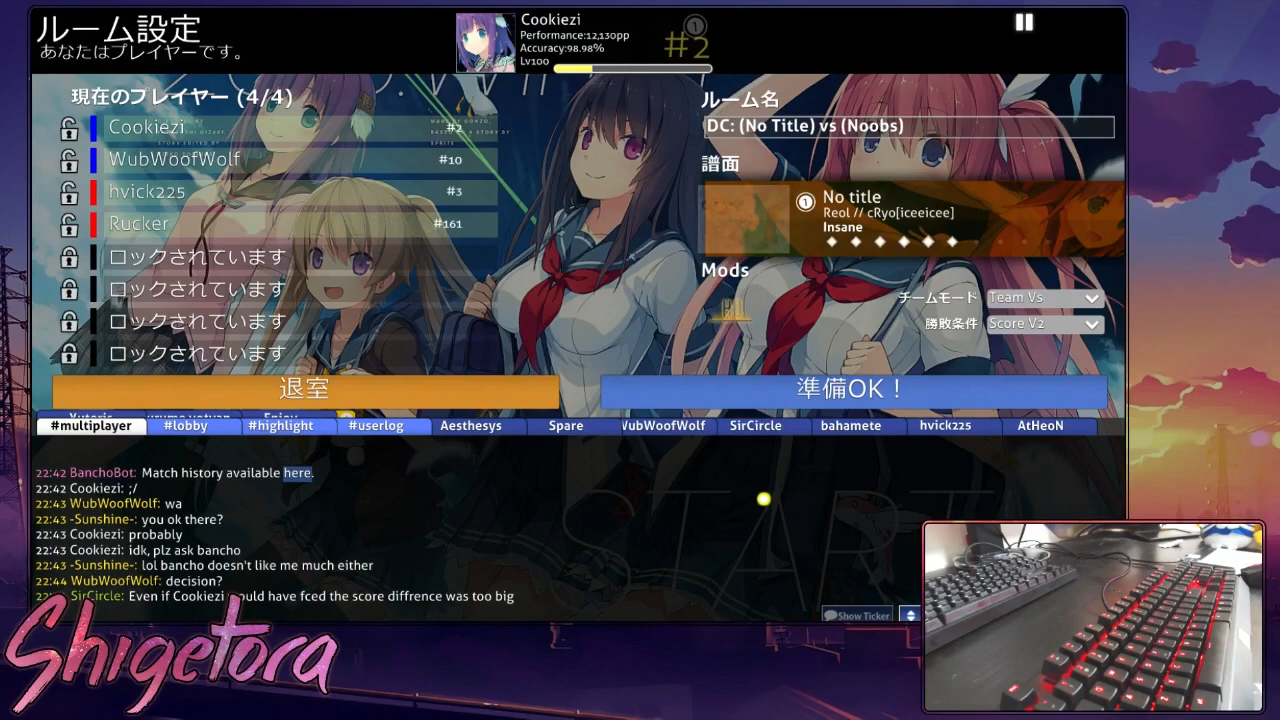 ルーム設定
あなたはプレイヤーです。
Cookiezi
Performance:12,130pp
Accuracy:98.98%
Lv100
1
#2
現在のプレイヤー (4/4)
Cookiezi #2
WubWoofWolf #10
hvick225 #3
Rucker #161
ロックされています
ロックされています
ロックされています
ロックされています
ルーム名
DC: (No Title) vs (Noobs)
譜面
1 No title
Reol // cRyo[iceeicee]
Insane
Mods
チームモード Team Vs
勝敗条件 Score V2
退室
準備OK！
#multiplayer #lobby #highlight #userlog Aesthesys Spare WubWoofWolf SirCircle bahamete hvick225 AtHeoN
22:42 BanchoBot: Match history available here.
22:42 Cookiezi: ;/
22:43 WubWoofWolf: wa
22:43 -Sunshine-: you ok there?
22:43 Cookiezi: probably
22:43 Cookiezi: idk, plz ask bancho
22:43 -Sunshine-: lol bancho doesn't like me much either
22:44 WubWoofWolf: decision?
SirCircle: Even if Cookiezi would have fced the score diffrence was too big
START
Show Ticker
Shigetora